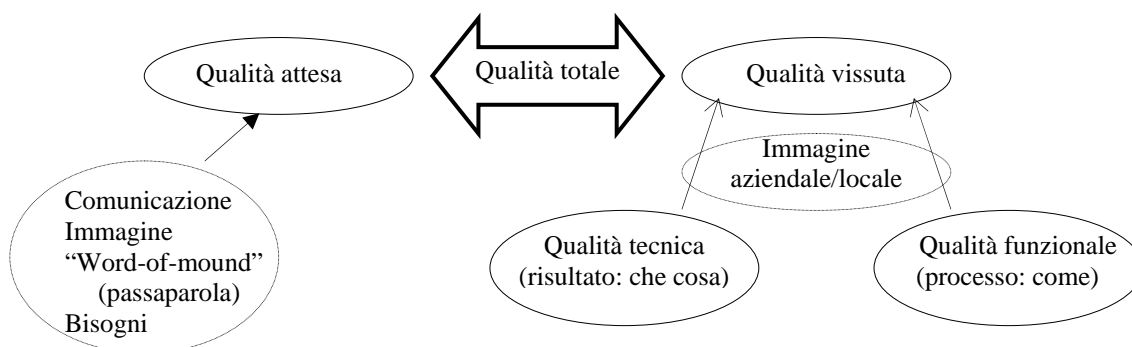 Qualità attesa
Qualità totale
Qualità vissuta
Immagine
aziendale/locale
Comunicazione
Immagine
“Word-of-mound”
(passaparola)
Bisogni
Qualità tecnica
(risultato: che cosa)
Qualità funzionale
(processo: come)